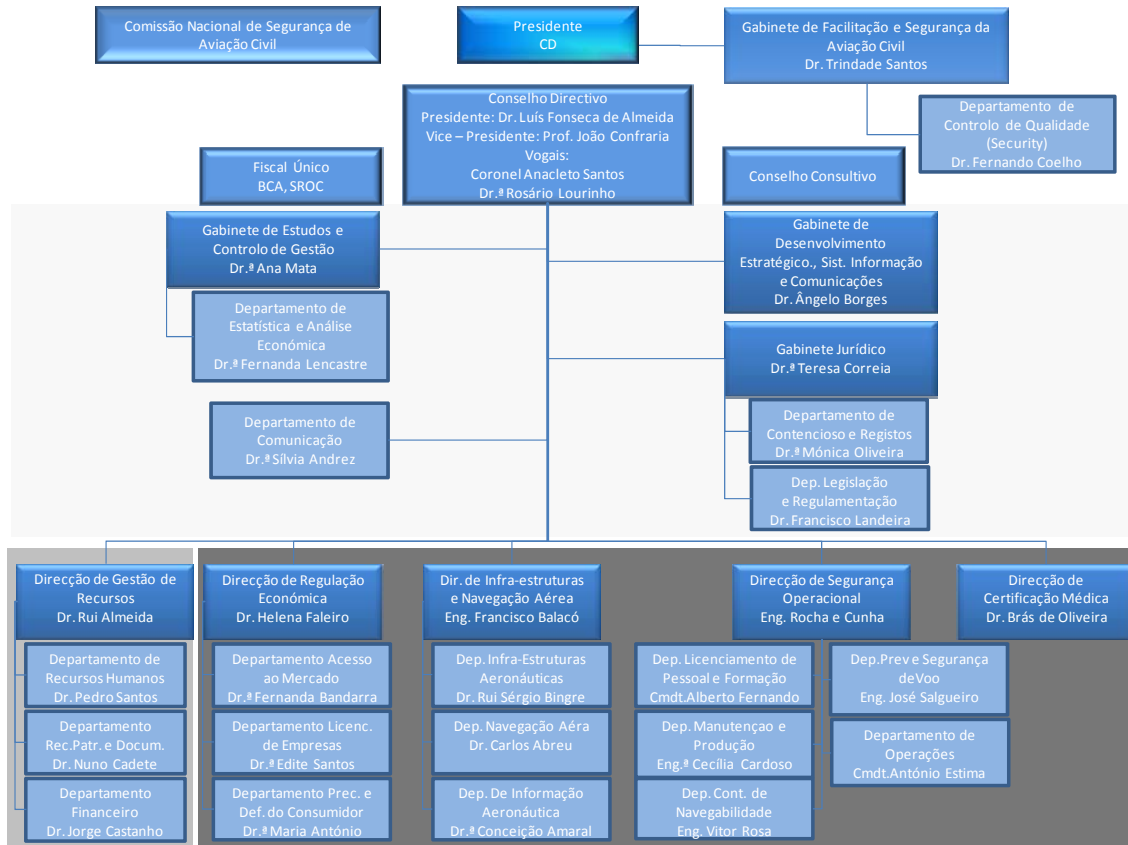 Comissão Nacional de Segurança de
Aviação Civil
Presidente
CD
Gabinete de Facilitação e Segurança da
Aviação Civil
Dr. Trindade Santos
Departamento de
Controlo de Qualidade
(Security)
Dr. Fernando Coelho
Conselho Directivo
Presidente: Dr. Luís Fonseca de Almeida
Vice – Presidente: Prof. João Confraria
Vogais:
Coronel Anacleto Santos
Dr.ª Rosário Lourinho
Fiscal Único
BCA, SROC
Conselho Consultivo
Gabinete de Estudos e
Controlo de Gestão
Dr.ª Ana Mata
Departamento de
Estatística e Análise
Económica
Dr.ª Fernanda Lencastre
Departamento de
Comunicação
Dr.ª Sílvia Andrez
Gabinete de
Desenvolvimento
Estratégico., Sist. Informação
e Comunicações
Dr. Ângelo Borges
Gabinete Jurídico
Dr.ª Teresa Correia
Departamento de
Contencioso e Registos
Dr.ª Mónica Oliveira
Dep. Legislação
e Regulamentação
Dr. Francisco Landeira
Direcção de Gestão de
Recursos
Dr. Rui Almeida
Departamento de
Recursos Humanos
Dr. Pedro Santos
Departamento
Rec.Patr. e Docum.
Dr. Nuno Cadete
Departamento
Financeiro
Dr. Jorge Castanho
Direcção de Regulação
Económica
Dr. Helena Faleiro
Departamento Acesso
ao Mercado
Dr.ª Fernanda Bandarra
Departamento Licenc.
de Empresas
Dr.ª Edite Santos
Departamento Prec. e
Def. do Consumidor
Dr.ª Maria António
Dir. de Infra-estruturas
e Navegação Aérea
Eng. Francisco Balacó
Dep. Infra-Estruturas
Aeronáuticas
Dr. Rui Sérgio Bingre
Dep. Navegação Aéra
Dr. Carlos Abreu
Dep. De Informação
Aeronáutica
Dr.ª Conceição Amaral
Direcção de Segurança
Operacional
Eng. Rocha e Cunha
Dep. Licenciamento de
Pessoal e Formação
Cmdt.Alberto Fernando
Dep. Manutençao e
Produção
Eng.ª Cecília Cardoso
Dep. Cont. de
Navegabilidade
Eng. Vitor Rosa
Dep.Prev e Segurança
deVoo
Eng. José Salgueiro
Departamento de
Operações
Cmdt.António Estima
Direcção de
Certificação Médica
Dr. Brás de Oliveira